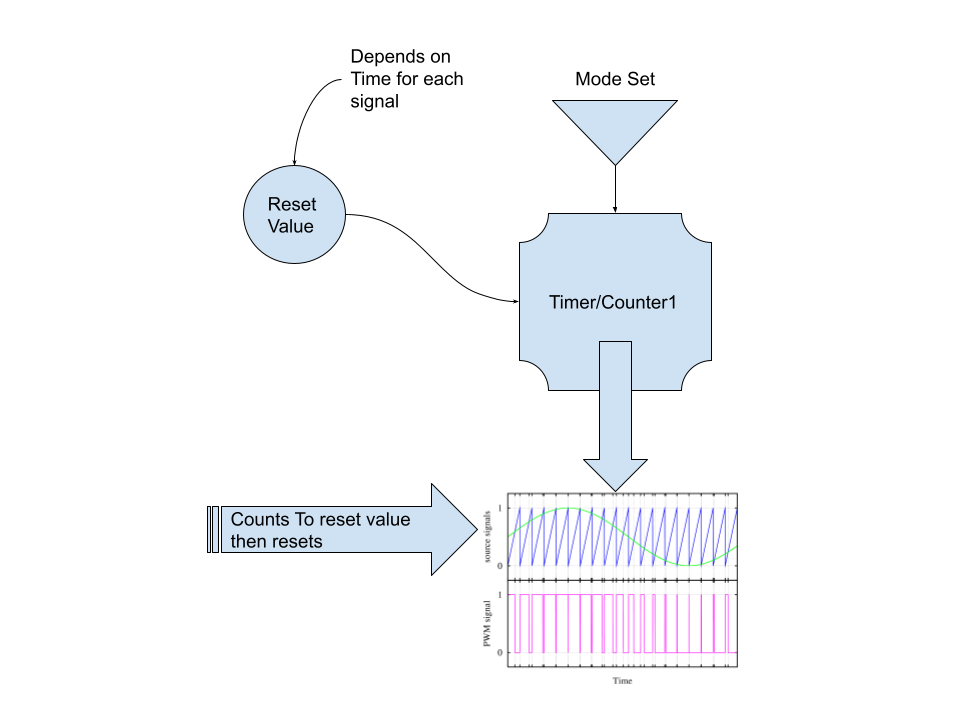 Depends on
Time for each
signal
Mode Set
Reset
Value
Timer/Counter1
Counts To reset value
then resets
source signals
1
0
PWM signal
1
0
Time